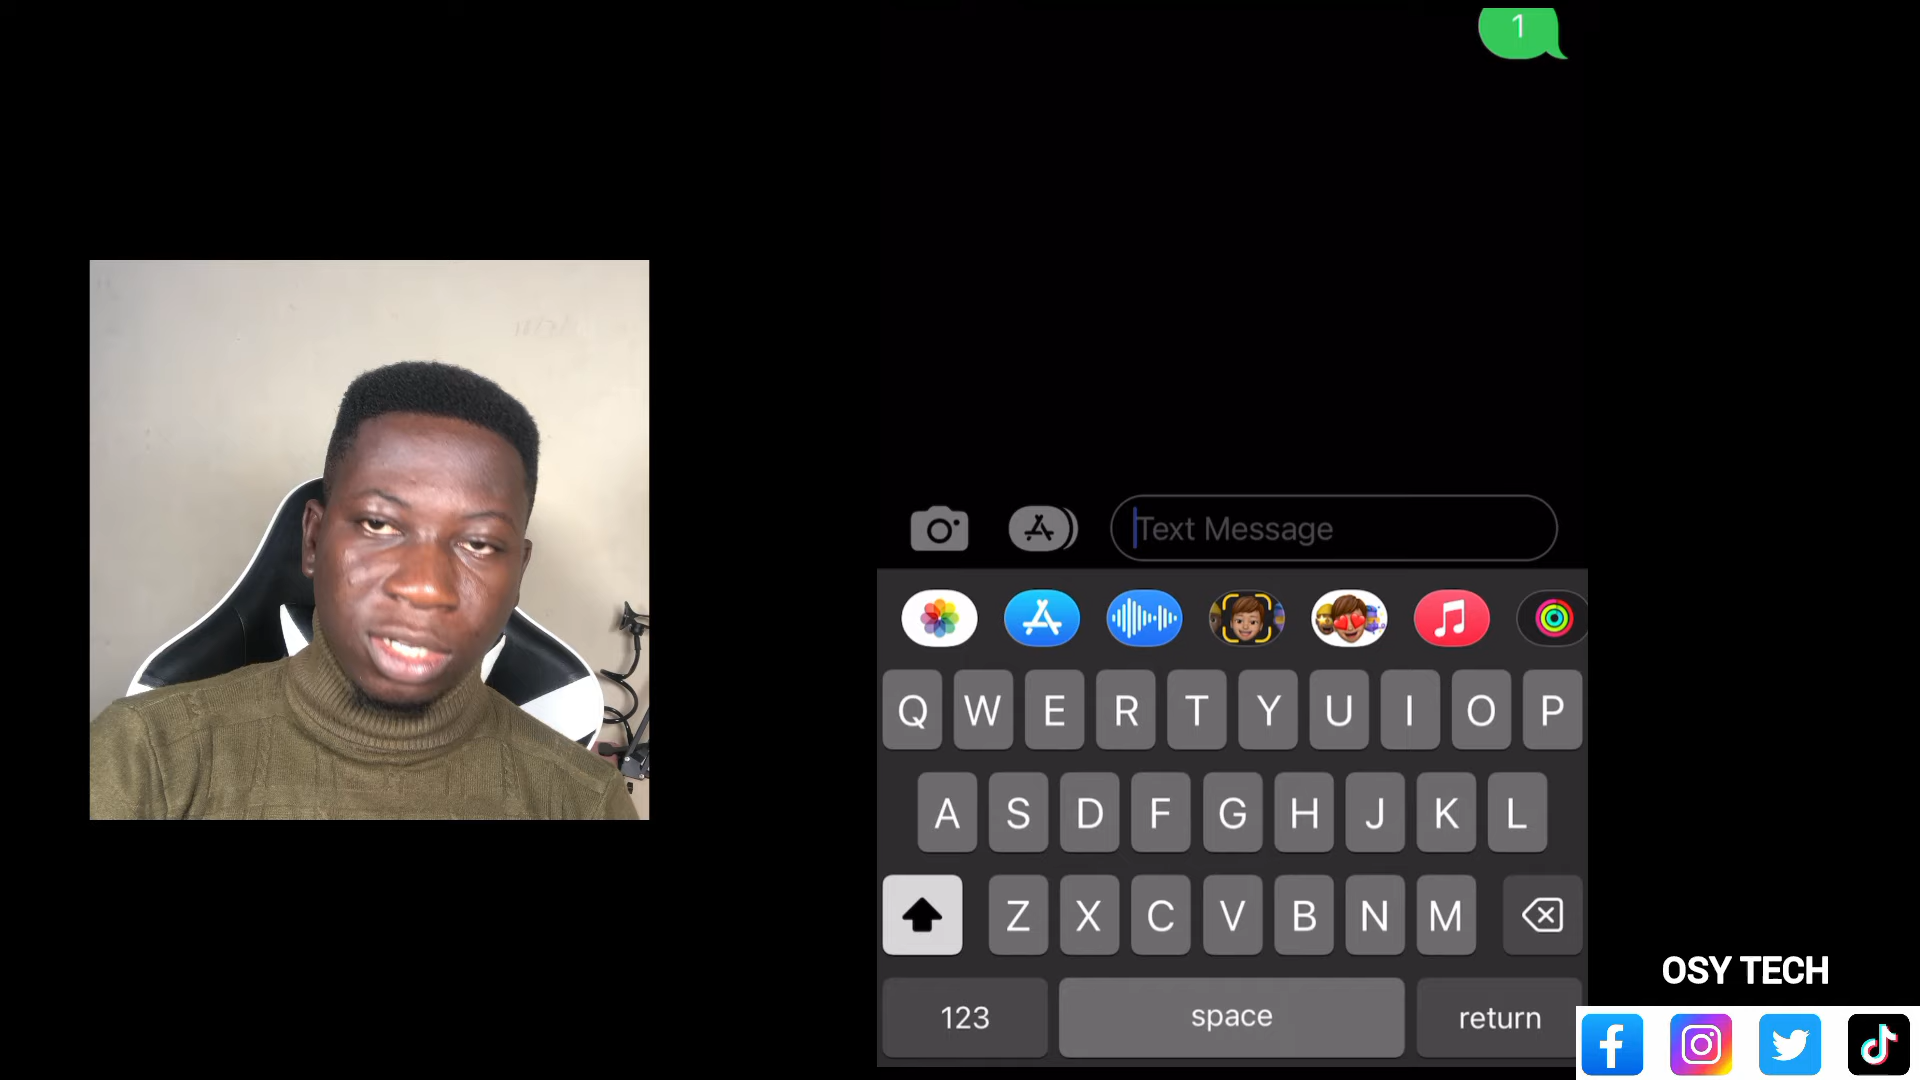 1
Text Message
Q W E R T Y U I O P
A S D F G H J K L
Z X C V B N M
123 space return
OSY TECH